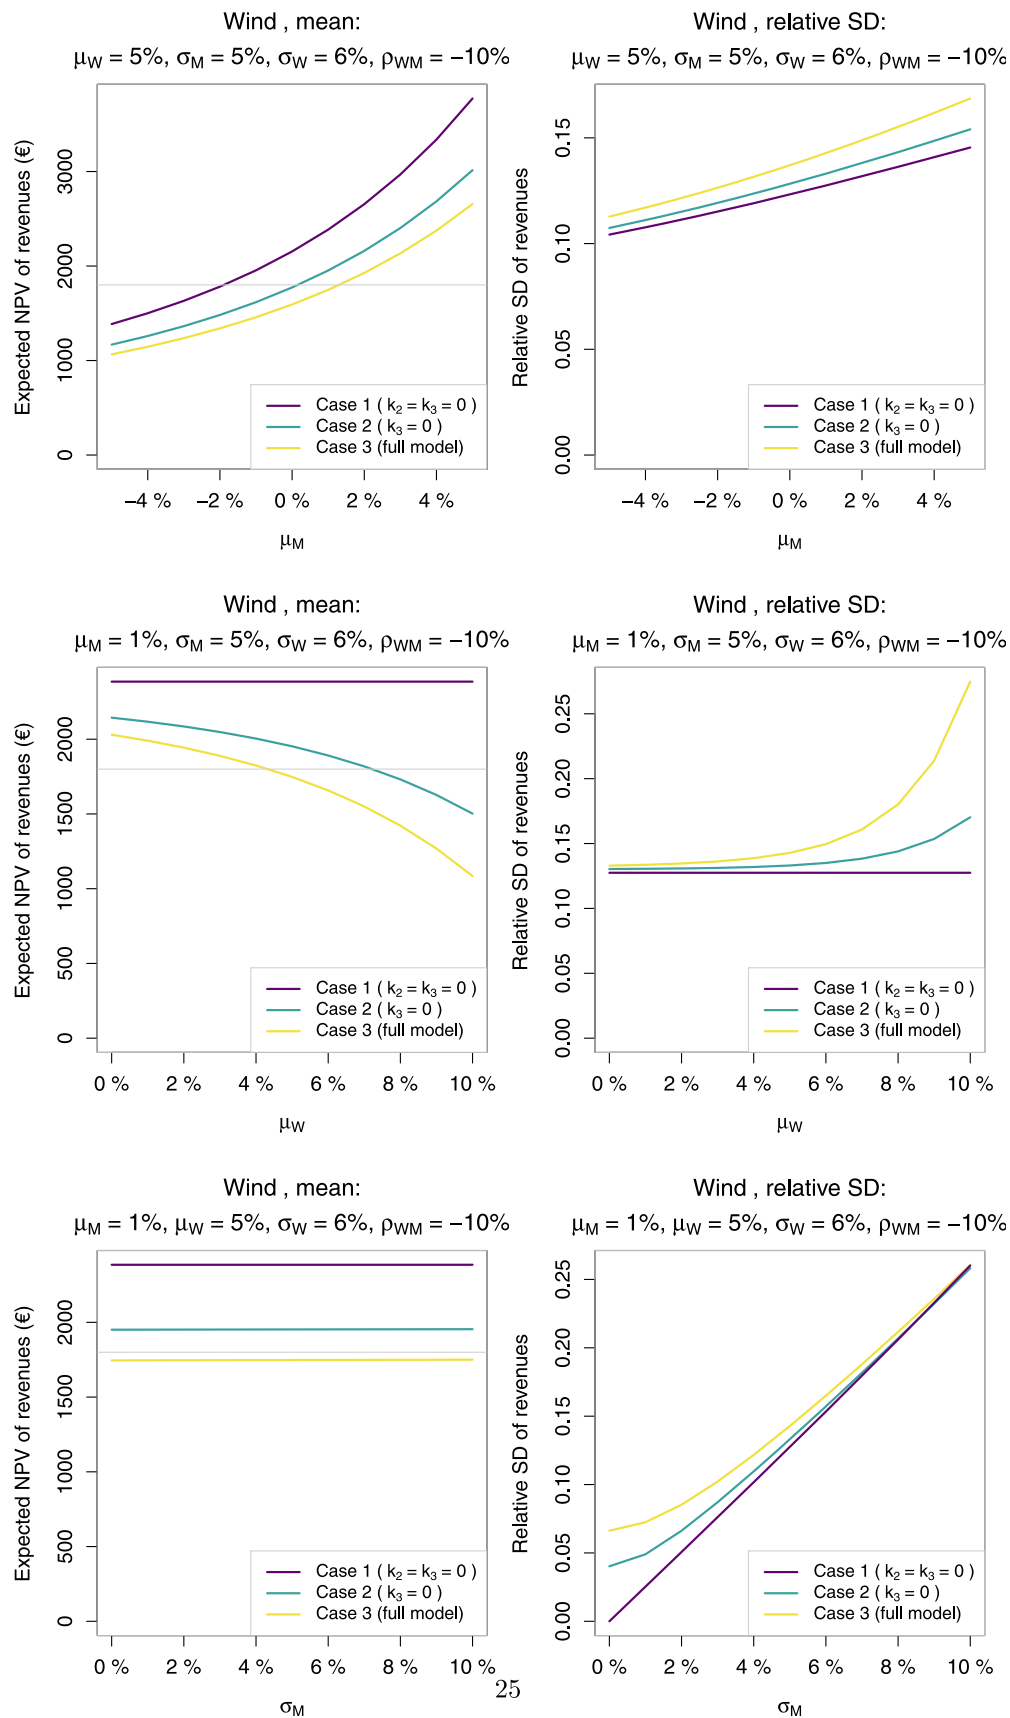 Wind , mean:
μW = 5%, σM = 5%, σW = 6%, ρWM = −10%
Expected NPV of revenues (€)
0 1000 2000 3000
Case 1 ( k2 = k3 = 0 )
Case 2 ( k3 = 0 )
Case 3 (full model)
−4 % −2 % 0 % 2 % 4 %
μM
Wind , relative SD:
μW = 5%, σM = 5%, σW = 6%, ρWM = −10%
Relative SD of revenues
0.00 0.05 0.10 0.15
Case 1 ( k2 = k3 = 0 )
Case 2 ( k3 = 0 )
Case 3 (full model)
−4 % −2 % 0 % 2 % 4 %
μM
Wind , mean:
μM = 1%, σM = 5%, σW = 6%, ρWM = −10%
Expected NPV of revenues (€)
0 500 1000 1500 2000
Case 1 ( k2 = k3 = 0 )
Case 2 ( k3 = 0 )
Case 3 (full model)
0 % 2 % 4 % 6 % 8 % 10 %
μW
Wind , relative SD:
μM = 1%, σM = 5%, σW = 6%, ρWM = −10%
Relative SD of revenues
0.00 0.05 0.10 0.15 0.20 0.25
Case 1 ( k2 = k3 = 0 )
Case 2 ( k3 = 0 )
Case 3 (full model)
0 % 2 % 4 % 6 % 8 % 10 %
μW
Wind , mean:
μM = 1%, μW = 5%, σW = 6%, ρWM = −10%
Expected NPV of revenues (€)
0 500 1000 1500 2000
Case 1 ( k2 = k3 = 0 )
Case 2 ( k3 = 0 )
Case 3 (full model)
0 % 2 % 4 % 6 % 8 % 10 %
σM
Wind , relative SD:
μM = 1%, μW = 5%, σW = 6%, ρWM = −10%
Relative SD of revenues
0.00 0.05 0.10 0.15 0.20 0.25
Case 1 ( k2 = k3 = 0 )
Case 2 ( k3 = 0 )
Case 3 (full model)
0 % 2 % 4 % 6 % 8 % 10 %
σM
25